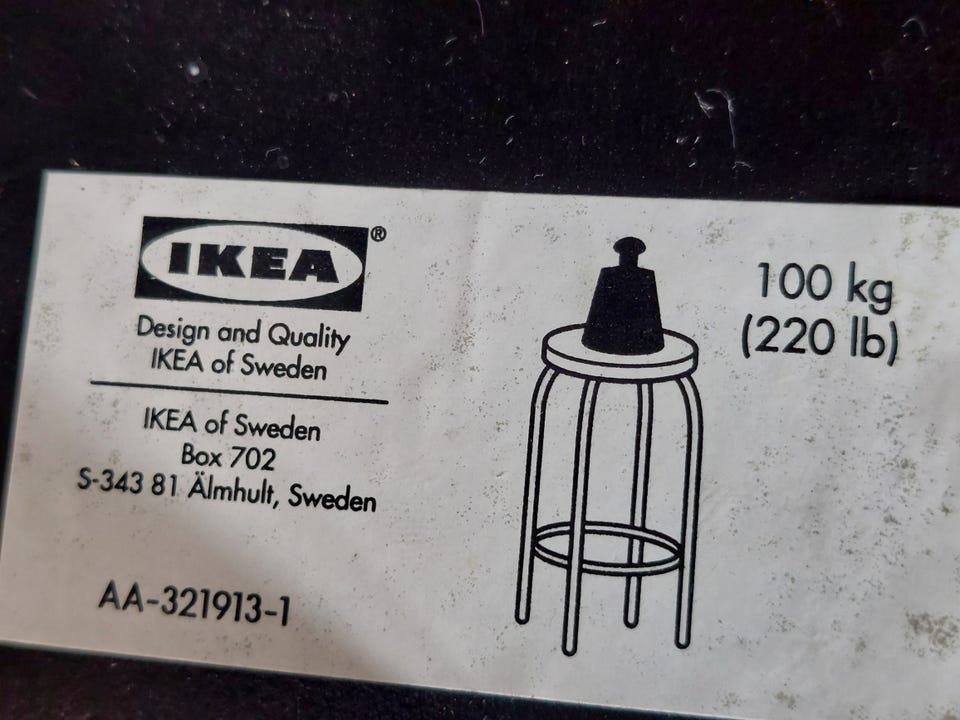 IKEA®
Design and Quality
IKEA of Sweden
IKEA of Sweden
Box 702
S-343 81 Älmhult, Sweden
AA-321913-1
100 kg
(220 lb)